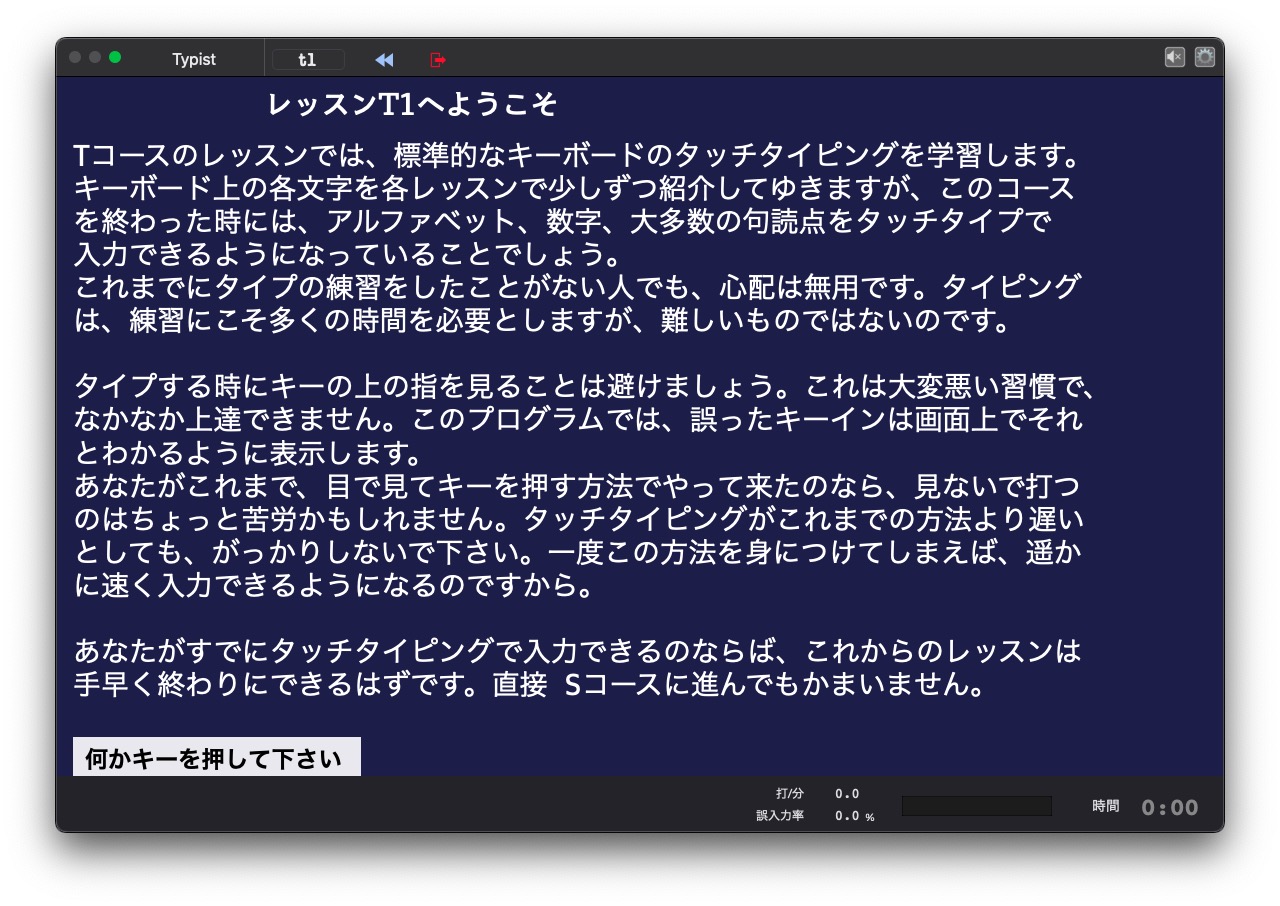 Typist
t1
レッスンT1へようこそ
Tコースのレッスンでは、標準的なキーボードのタッチタイピングを学習します。
キーボード上の各文字を各レッスンで少しずつ紹介してゆきますが、このコース
を終わった時には、アルファベット、数字、大多数の句読点をタッチタイプで
入力できるようになっていることでしょう。
これまでにタイプの練習をしたことがない人でも、心配は無用です。タイピング
は、練習にこそ多くの時間を必要としますが、難しいものではないのです。
タイプする時にキーの上の指を見ることは避けましょう。これは大変悪い習慣で、
なかなか上達できません。このプログラムでは、誤ったキーインは画面上でそれ
とわかるように表示します。
あなたがこれまで、目で見てキーを押す方法でやって来たのなら、見ないで打つ
のはちょっと苦労かもしれません。タッチタイピングがこれまでの方法より遅い
としても、がっかりしないで下さい。一度この方法を身につけてしまえば、遥か
に速く入力できるようになるのですから。
あなたがすでにタッチタイピングで入力できるのならば、これからのレッスンは
手早く終わりにできるはずです。直接 Sコースに進んでもかまいません。
何かキーを押して下さい
打/分 0.0
誤入力率 0.0 %
時間 0:00